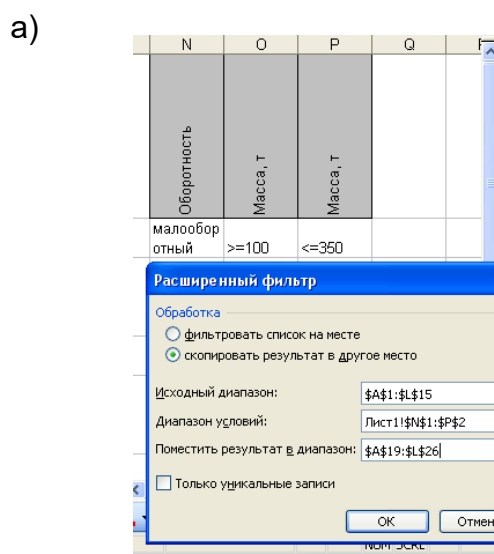 а)
N O P Q
Оборотность Масса, т Масса, т
малообор
отный >=100 <=350
Расширенный фильтр
Обработка
фильтровать список на месте
скопировать результат в другое место
Исходный диапазон: $A$1:$L$15
Диапазон условий: Лист1!$N$1:$P$2
Поместить результат в диапазон: $A$19:$L$26
Только уникальные записи
ОК Отмен